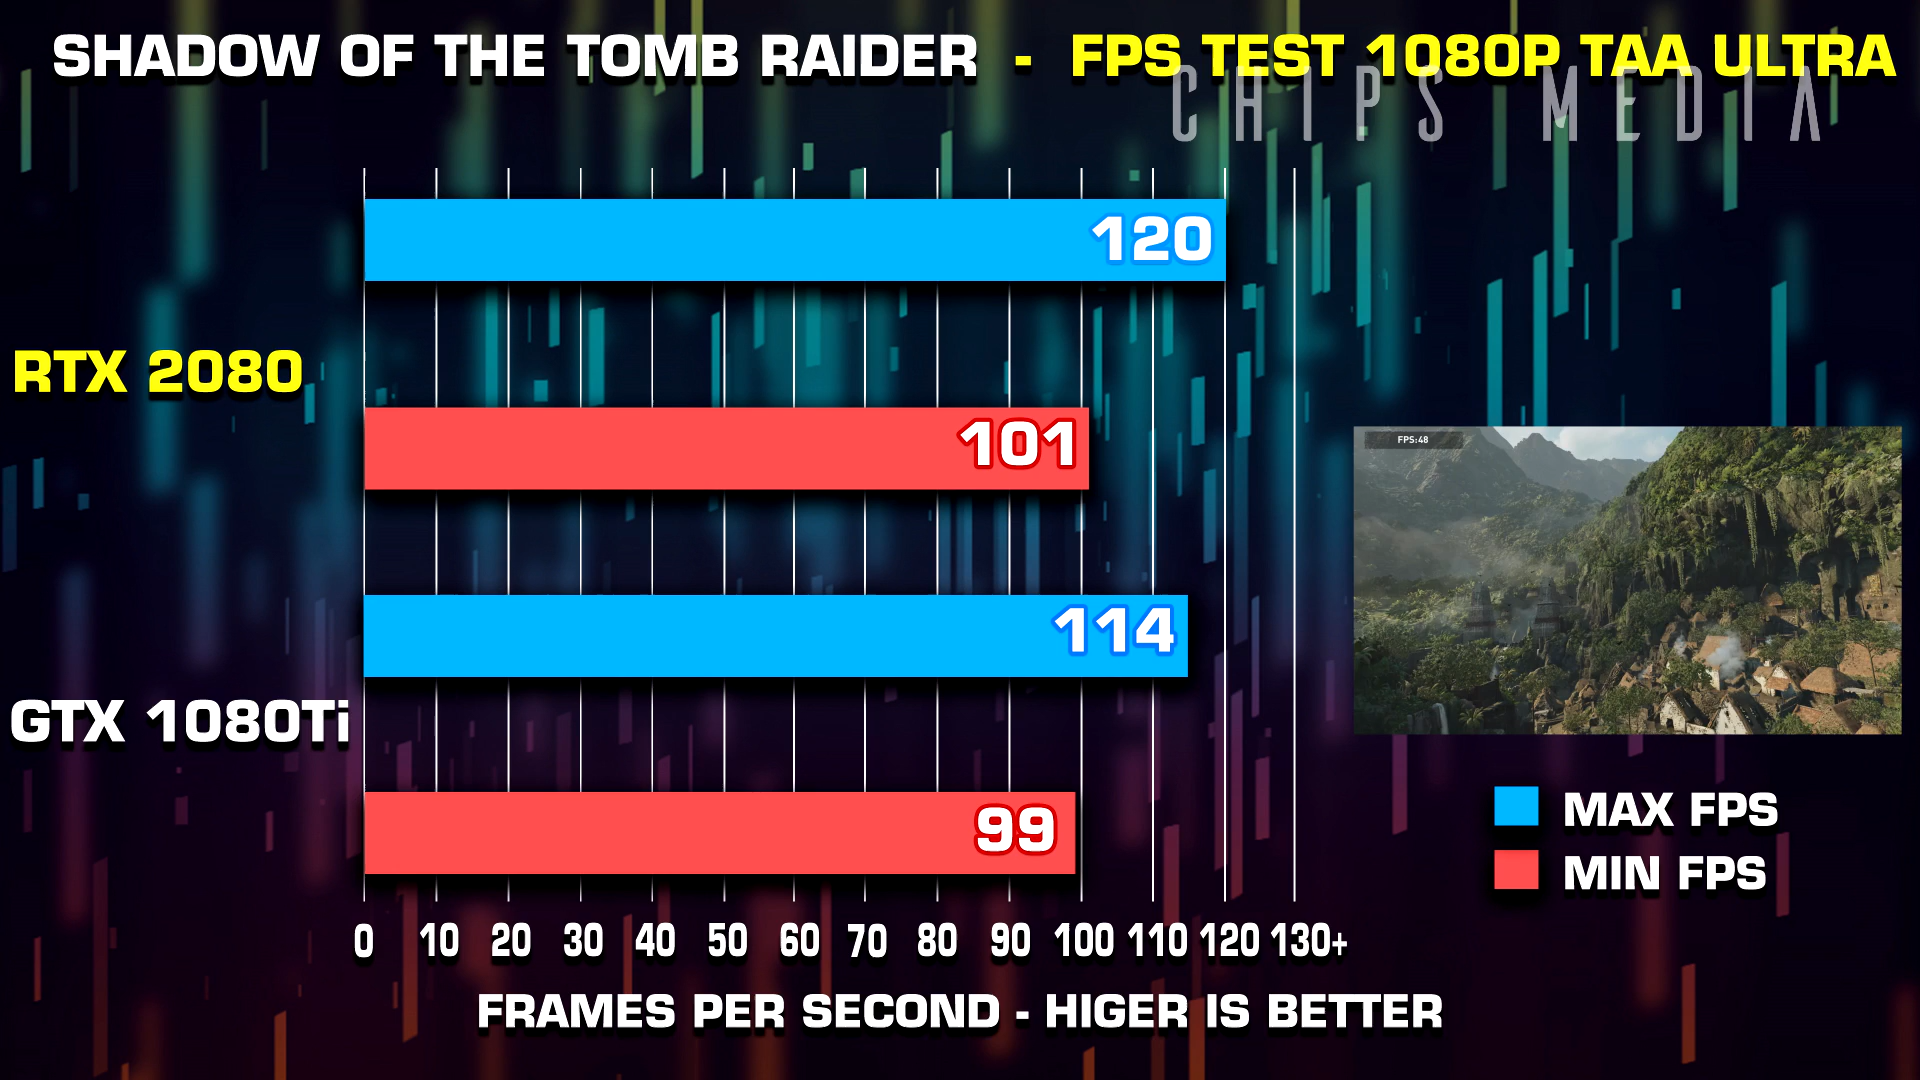 SHADOW OF THE TOMB RAIDER - FPS TEST 1080P TAA ULTRA
CHIPS MEDIA
120
RTX 2080
101
FPS:48
114
GTX 1080Ti
99
MAX FPS
MIN FPS
0 10 20 30 40 50 60 70 80 90 100 110 120 130+
FRAMES PER SECOND - HIGER IS BETTER